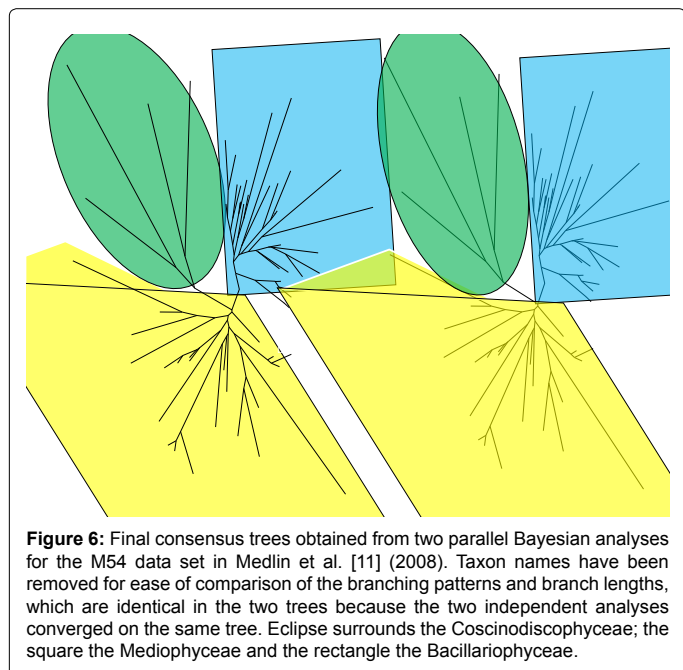 Figure 6: Final consensus trees obtained from two parallel Bayesian analyses
for the M54 data set in Medlin et al. [11] (2008). Taxon names have been
removed for ease of comparison of the branching patterns and branch lengths,
which are identical in the two trees because the two independent analyses
converged on the same tree. Eclipse surrounds the Coscinodiscophyceae; the
square the Mediophyceae and the rectangle the Bacillariophyceae.